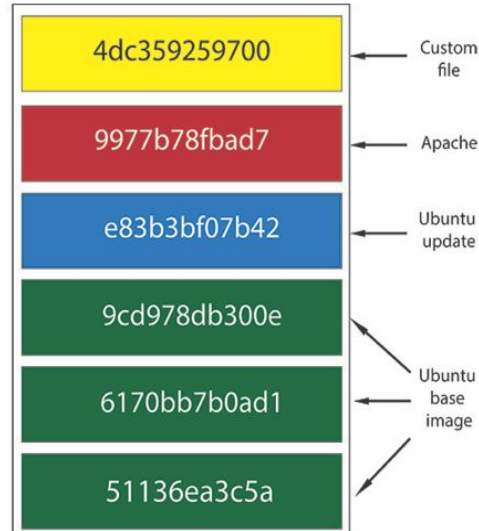 4dc359259700
Custom
file
9977b78fbad7
Apache
e83b3bf07b42
Ubuntu
update
9cd978db300e
6170bb7b0ad1
Ubuntu
base
image
51136ea3c5a